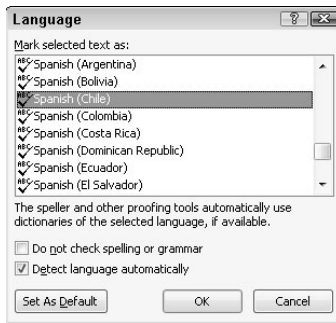 Language
Mark selected text as:
Spanish (Argentina)
Spanish (Bolivia)
Spanish (Chile)
Spanish (Colombia)
Spanish (Costa Rica)
Spanish (Dominican Republic)
Spanish (Ecuador)
Spanish (El Salvador)
The speller and other proofing tools automatically use
dictionaries of the selected language, if available.
Do not check spelling or grammar
Detect language automatically
Set As Default OK Cancel